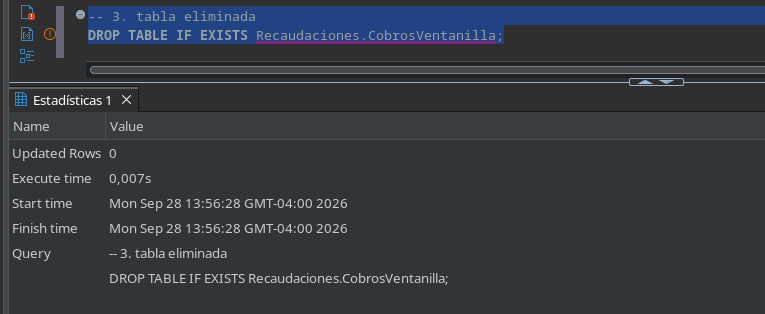 -- 3. tabla eliminada
DROP TABLE IF EXISTS Recaudaciones.CobrosVentanilla;
Estadísticas 1
Name Value
Updated Rows 0
Execute time 0,007s
Start time Mon Sep 28 13:56:28 GMT-04:00 2026
Finish time Mon Sep 28 13:56:28 GMT-04:00 2026
Query -- 3. tabla eliminada
DROP TABLE IF EXISTS Recaudaciones.CobrosVentanilla;